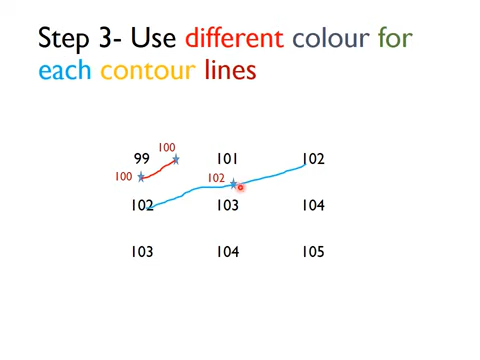 Step 3- Use different colour for
each contour lines
100
99 101 102
100 102
102 103 104
103 104 105